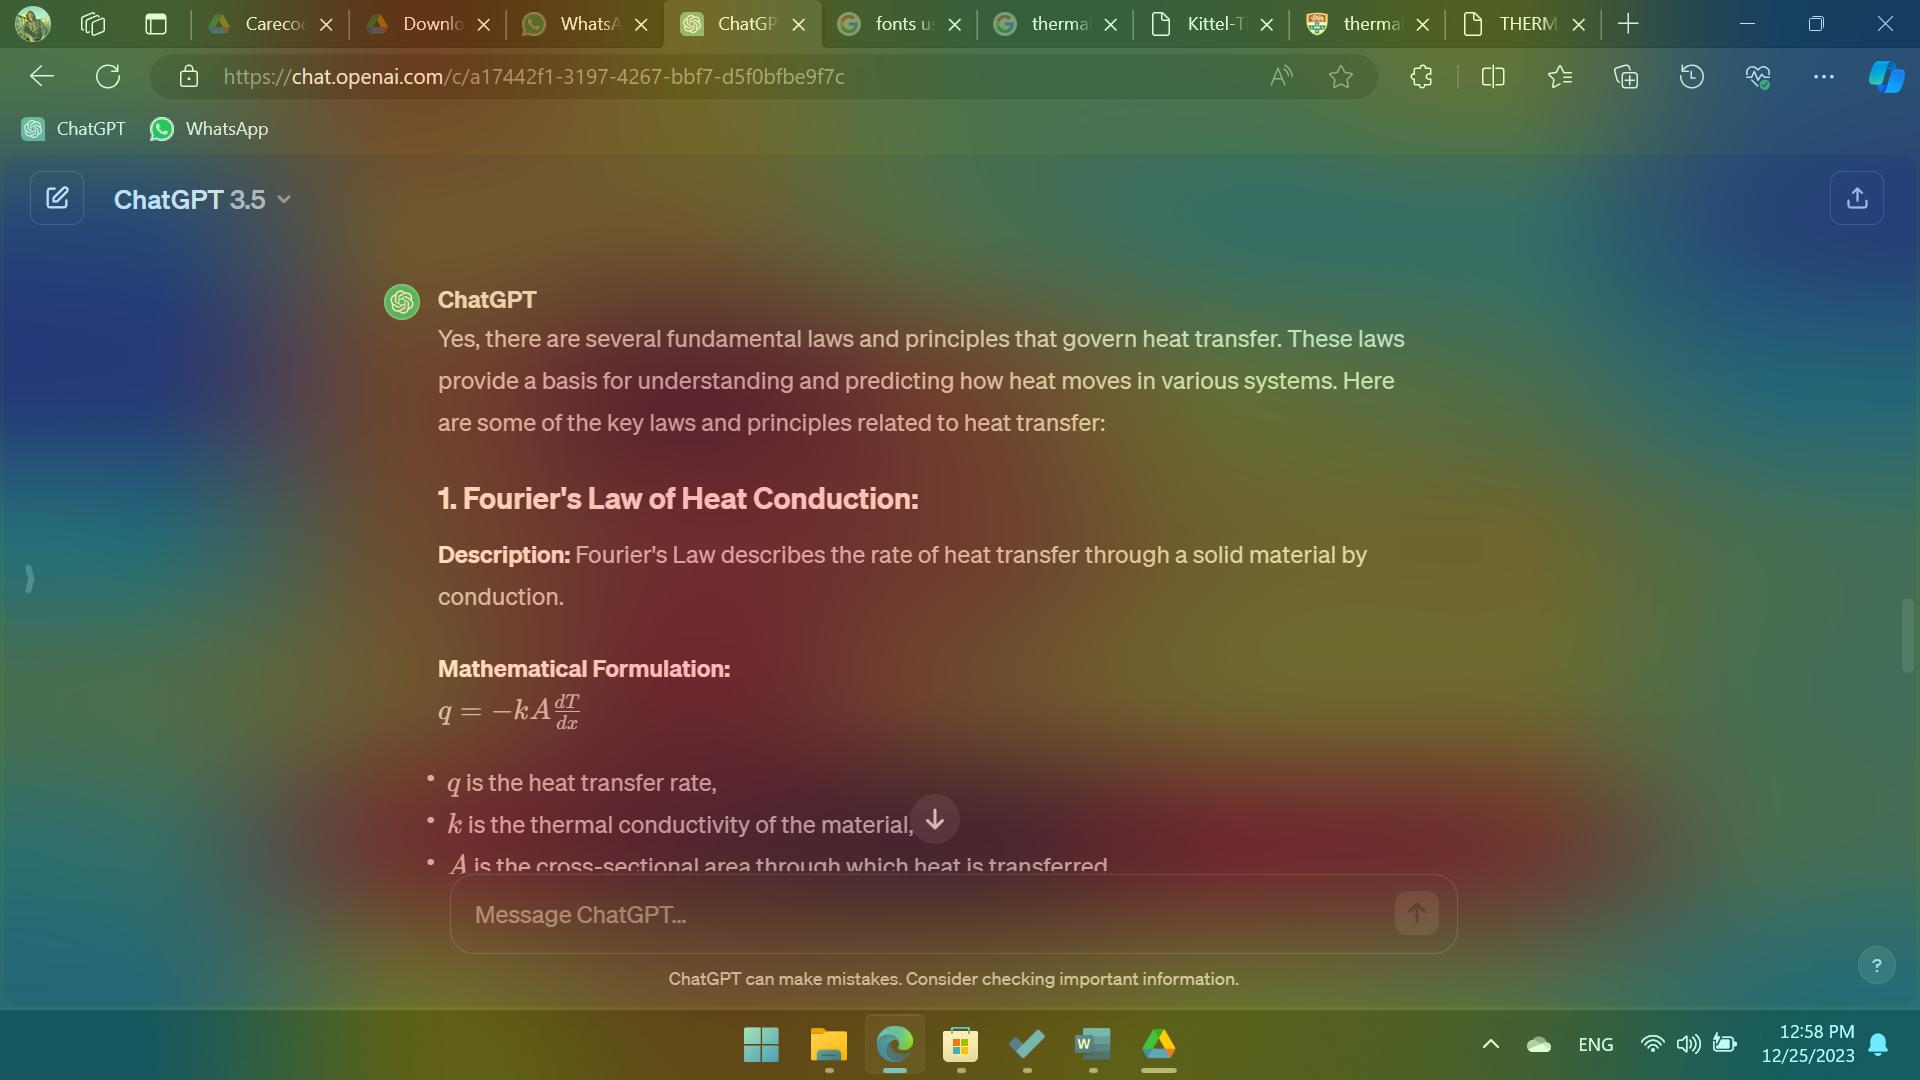 Careco
Downlo
WhatsA
ChatGP
fonts u
therma
Kittel-T
therma
THERM
https://chat.openai.com/c/a17442f1-3197-4267-bbf7-d5f0bfbe9f7c
ChatGPT
WhatsApp
ChatGPT 3.5
ChatGPT
Yes, there are several fundamental laws and principles that govern heat transfer. These laws
provide a basis for understanding and predicting how heat moves in various systems. Here
are some of the key laws and principles related to heat transfer:
1. Fourier's Law of Heat Conduction:
Description: Fourier's Law describes the rate of heat transfer through a solid material by
conduction.
Mathematical Formulation:
q = −kA dT/dx
• q is the heat transfer rate,
• k is the thermal conductivity of the material,
• A is the cross-sectional area through which heat is transferred
Message ChatGPT...
ChatGPT can make mistakes. Consider checking important information.
?
W
ENG
12:58 PM
12/25/2023